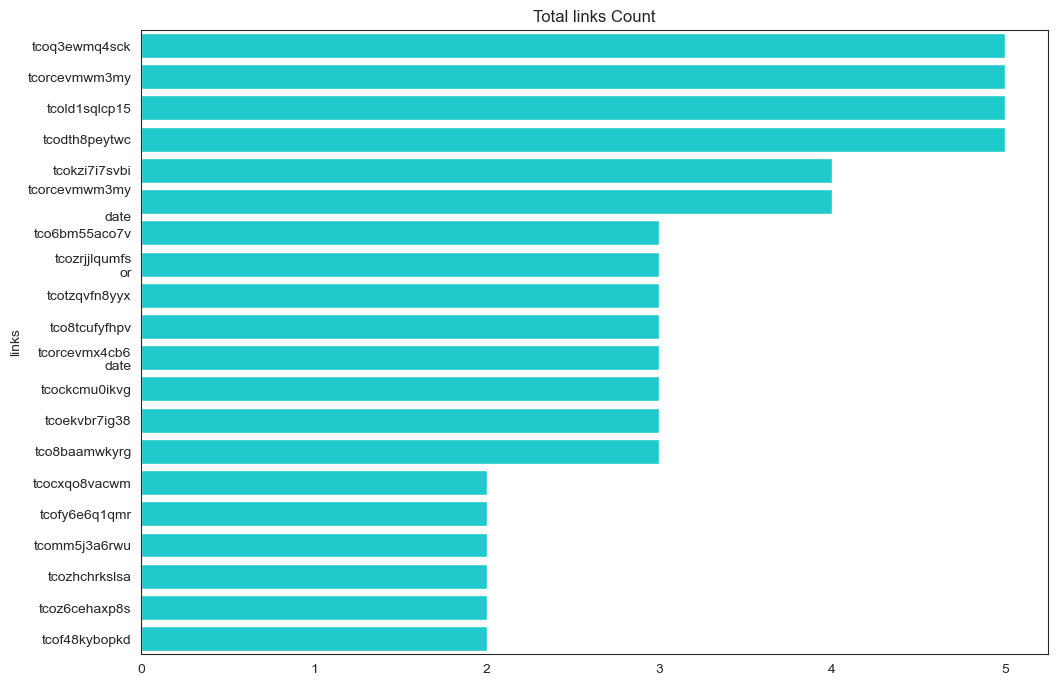 Total links Count
tcoq3ewmq4sck
tcorcevmwm3my
tcold1sqlcp15
tcodth8peytwc
tcokzi7i7svbi
tcorcevmwm3my
date
tco6bm55aco7v
tcozrjjlqumfs
or
tcotzqvfn8yyx
tco8tcufyfhpv
links
tcorcevmx4cb6
date
tcockcmu0ikvg
tcoekvbr7ig38
tco8baamwkyrg
tcocxqo8vacwm
tcofy6e6q1qmr
tcomm5j3a6rwu
tcozhchrkslsa
tcoz6cehaxp8s
tcof48kybopkd
0 1 2 3 4 5